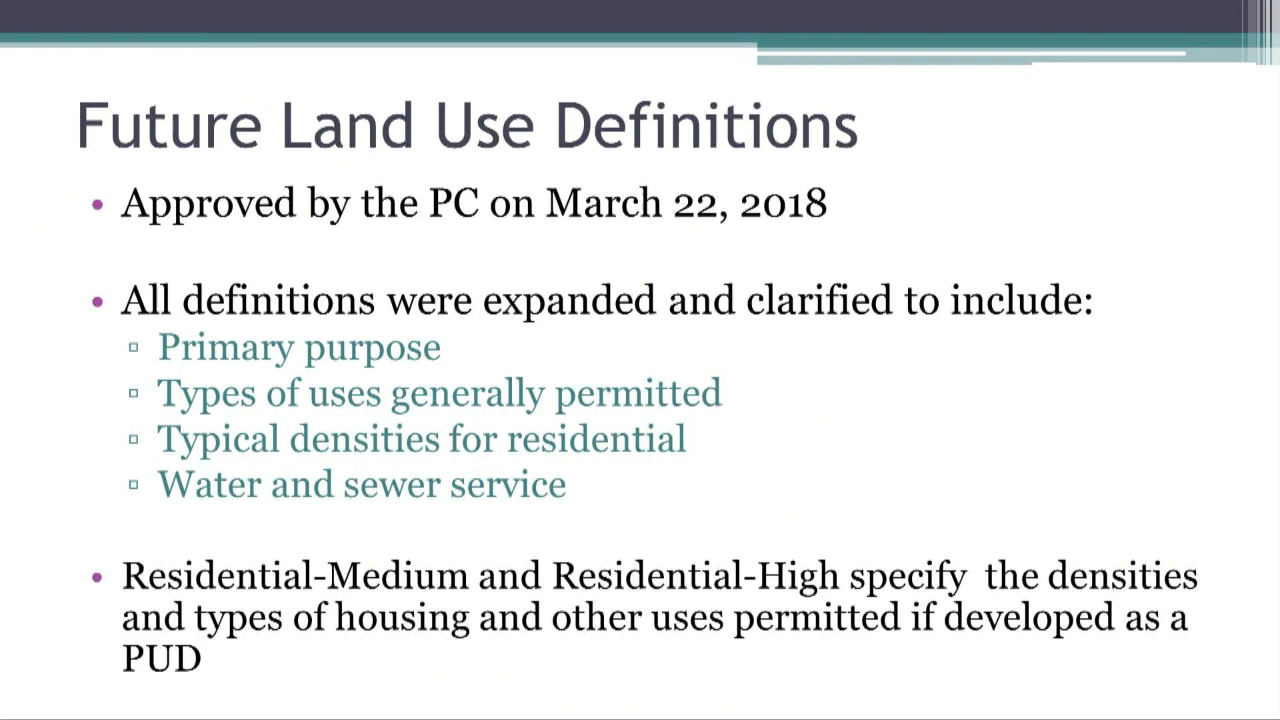 Future Land Use Definitions
• Approved by the PC on March 22, 2018
• All definitions were expanded and clarified to include:
▫ Primary purpose
▫ Types of uses generally permitted
▫ Typical densities for residential
▫ Water and sewer service
• Residential-Medium and Residential-High specify  the densities
and types of housing and other uses permitted if developed as a
PUD